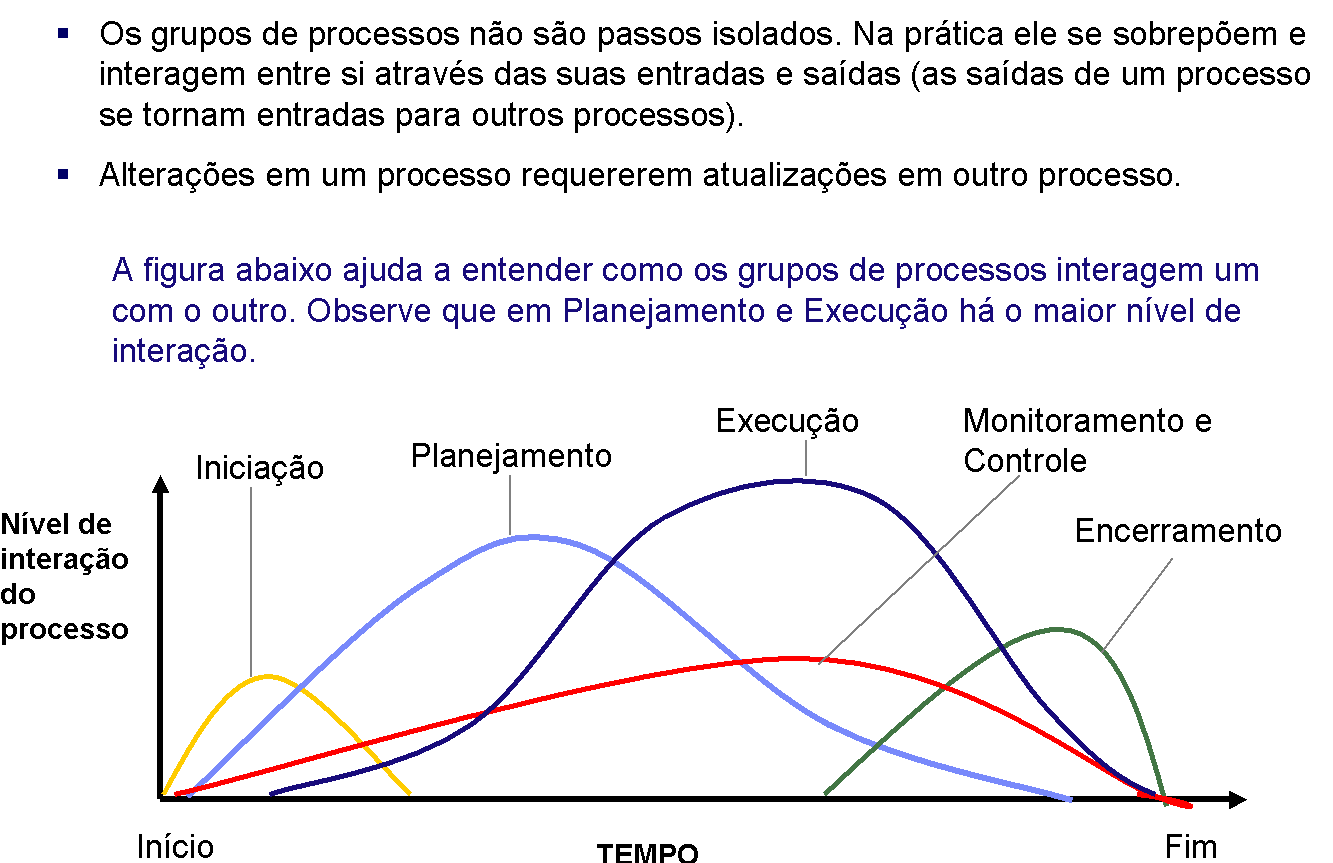 Os grupos de processos não são passos isolados. Na prática ele se sobrepõem e
interagem entre si através das suas entradas e saídas (as saídas de um processo
se tornam entradas para outros processos).
Alterações em um processo requererem atualizações em outro processo.
A figura abaixo ajuda a entender como os grupos de processos interagem um
com o outro. Observe que em Planejamento e Execução há o maior nível de
interação.
Iniciação
Planejamento
Execução
Monitoramento e
Controle
Encerramento
Nível de
interação
do
processo
Início
TEMPO
Fim